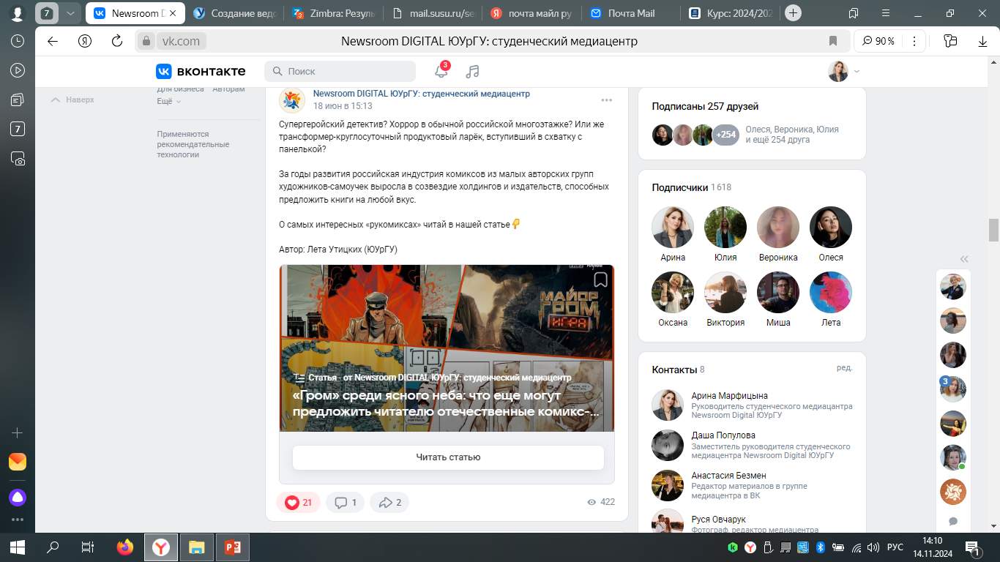 7
Newsroom D
Создание ведо
Zimbra: Резуль
mail.susu.ru/se
почта майл ру
Почта Mail
Курс: 2024/202
vk.com
Newsroom DIGITAL ЮУрГУ: студенческий медиацентр
90 %
вконтакте
Поиск
3
Наверх
Для бизнеса Авторам
Ещё
Применяются
рекомендательные
технологии
7
Newsroom DIGITAL ЮУрГУ: студенческий медиацентр
18 июн в 15:13
Супергеройский детектив? Хоррор в обычной российской многоэтажке? Или же
трансформер-круглосуточный продуктовый ларёк, вступивший в схватку с
панелькой?
За годы развития российская индустрия комиксов из малых авторских групп
художников-самоучек выросла в созвездие холдингов и издательств, способных
предложить книги на любой вкус.
О самых интересных «рукомиксах» читай в нашей статье👇
Автор: Лета Утицких (ЮУрГУ)
МАЙОР
ГРОМ
ИГРА
Статья · от Newsroom DIGITAL ЮУрГУ: студенческий медиацентр
«Гром» среди ясного неба: что еще могут
предложить читателю отечественные комикс-...
Читать статью
21
1
2
422
Подписаны 257 друзей
+254
Олеся, Вероника, Юлия
и ещё 254 друга
Подписчики 1 618
Арина
Юлия
Вероника
Олеся
Оксана
Виктория
Миша
Лета
Контакты 8
ред.
Арина Марфицына
Руководитель студенческого медиацантра
Newsroom Digital ЮУрГУ
Даша Популова
Заместитель руководителя студенческого
медиацентра Newsroom Digital ЮУрГУ
Анастасия Безмен
Редактор материалов в группе
медиацентра в ВК
Руся Овчарук
Фотограф, редактор медиацентра
3
РУС
14:10
14.11.2024
1